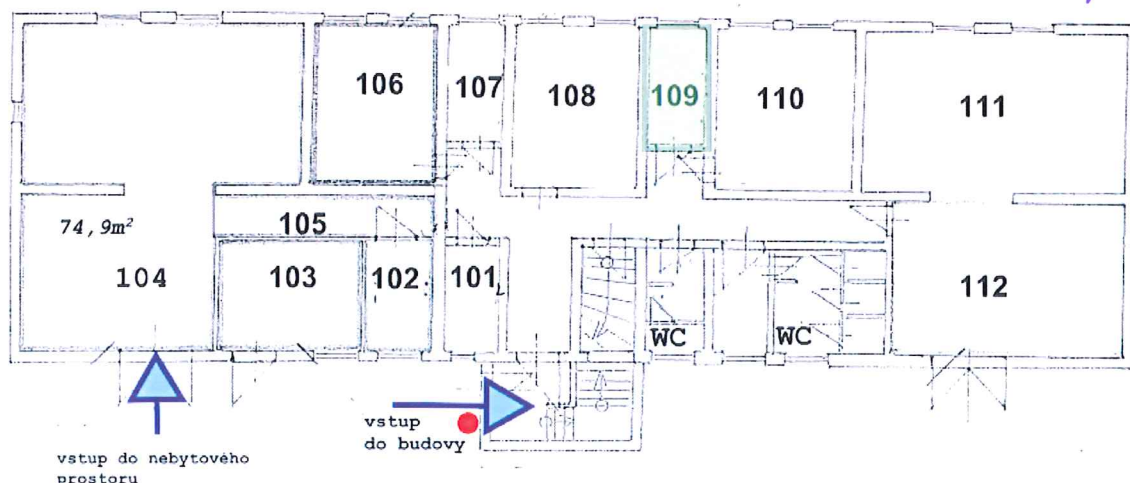 106
107
108
109
110
111
74,9m²
105
104
103
102
101
112
WC
WC
vstup
do budovy
vstup do nebytového
prostoru